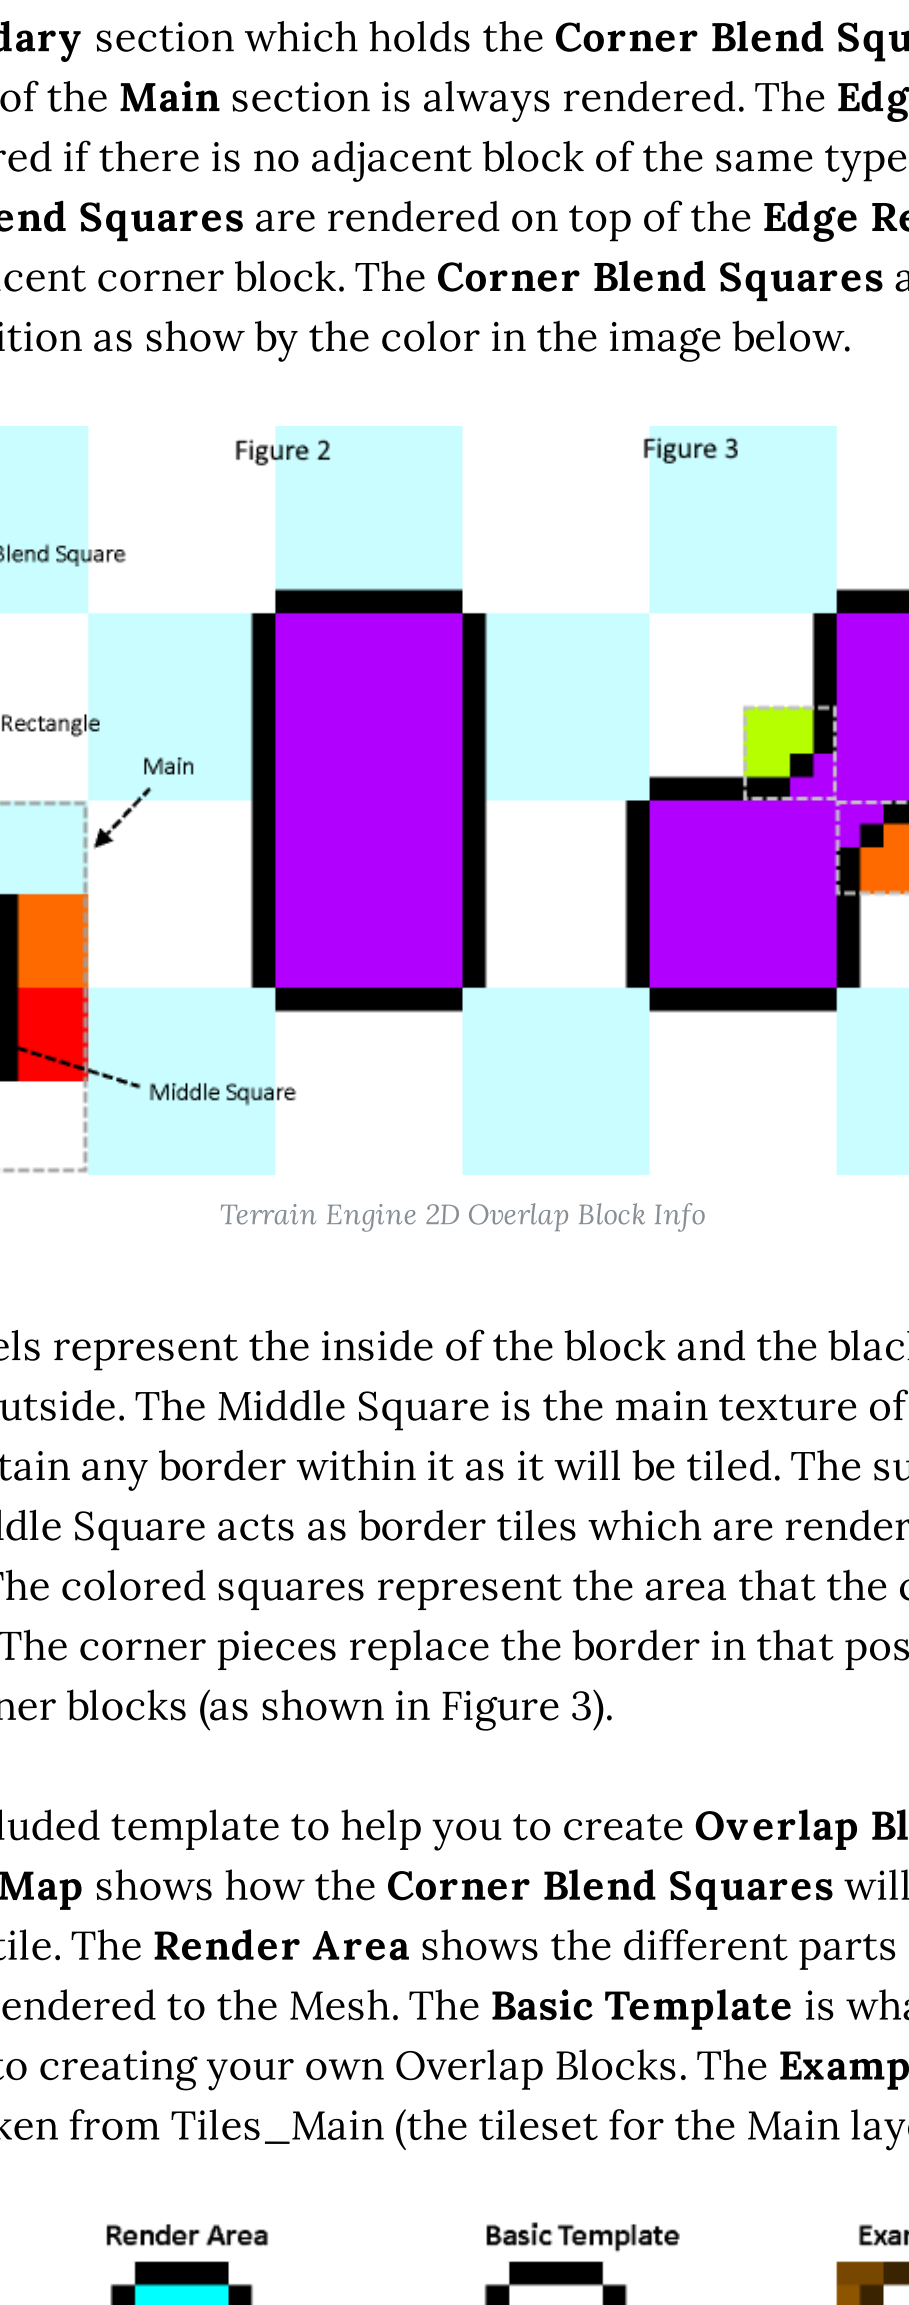 dary section which holds the Corner Blend Squ
of the Main section is always rendered. The Edg
red if there is no adjacent block of the same type
end Squares are rendered on top of the Edge Re
cent corner block. The Corner Blend Squares a
ition as show by the color in the image below.
Figure 2
Figure 3
Blend Square
Rectangle
Main
Middle Square
Terrain Engine 2D Overlap Block Info
els represent the inside of the block and the blac
utside. The Middle Square is the main texture of
tain any border within it as it will be tiled. The su
ddle Square acts as border tiles which are render
The colored squares represent the area that the c
The corner pieces replace the border in that pos
ner blocks (as shown in Figure 3).
luded template to help you to create Overlap Bl
Map shows how the Corner Blend Squares will
tile. The Render Area shows the different parts
endered to the Mesh. The Basic Template is wha
to creating your own Overlap Blocks. The Examp
ken from Tiles_Main (the tileset for the Main laye
Render Area
Basic Template
Exa